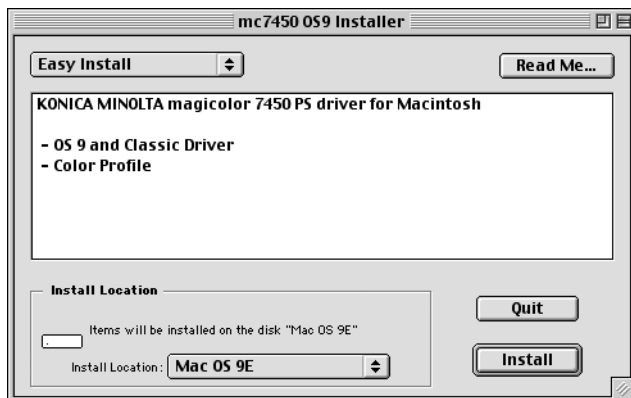 mc7450 OS9 Installer
Easy Install
Read Me...
KONICA MINOLTA magicolor 7450 PS driver for Macintosh
- OS 9 and Classic Driver
- Color Profile
Install Location
Items will be installed on the disk "Mac OS 9E"
Install Location: Mac OS 9E
Quit
Install